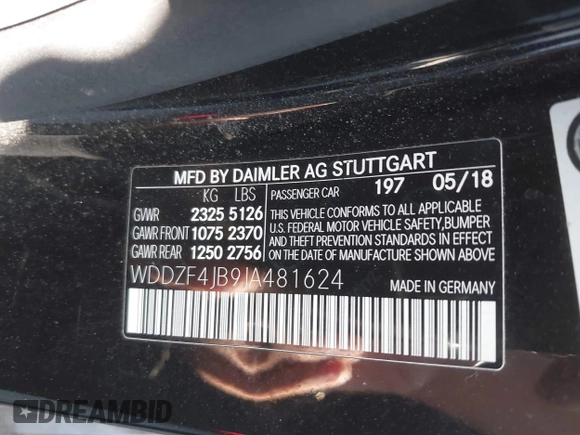 MFD BY DAIMLER AG STUTTGART
KG LBS PASSENGER CAR 197 05/18
GVWR 2325 5126
GAWR FRONT 1075 2370
GAWR REAR 1250 2756
THIS VEHICLE CONFORMS TO ALL APPLICABLE
U.S. FEDERAL MOTOR VEHICLE SAFETY,BUMPER
AND THEFT PREVENTION STANDARDS IN EFFECT
ON THE DATE OF MANUFACTURE SHOWN ABOVE
WDDZF4JB9JA481624 MADE IN GERMANY
DREAMBID